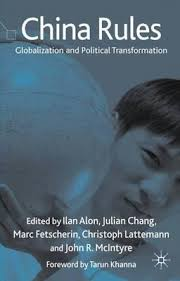 China Rules
Globalization and Political Transformation
Edited by Ilan Alon, Julian Chang,
Marc Fetscherin, Christoph Lattemann
and John R. McIntyre
Foreword by Tarun Khanna